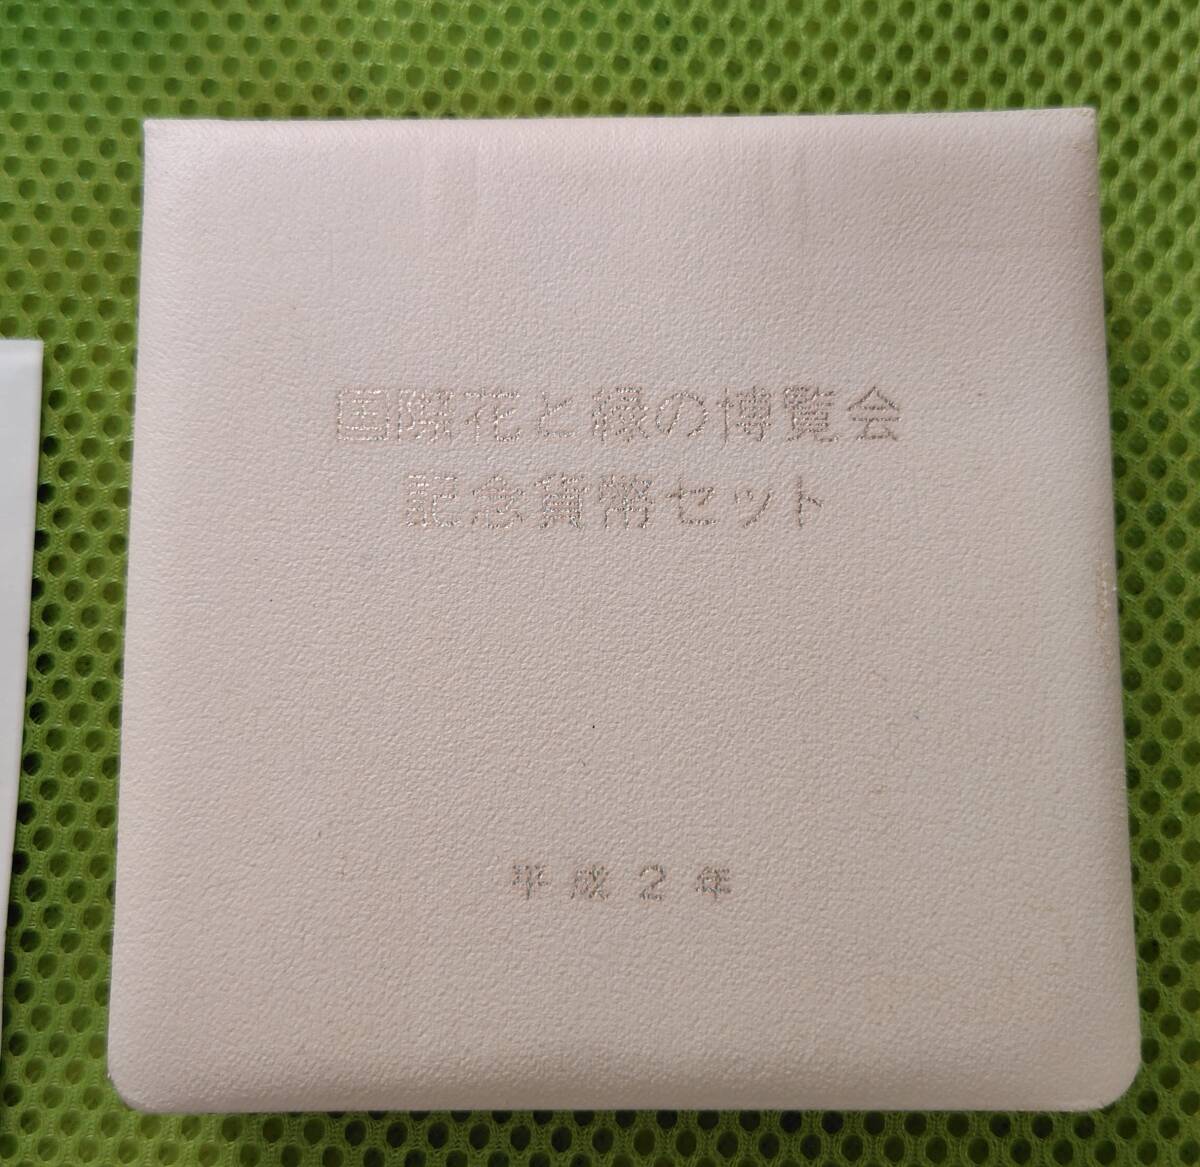 国際花と緑の博覧会
記念貨幣セット
平成2年